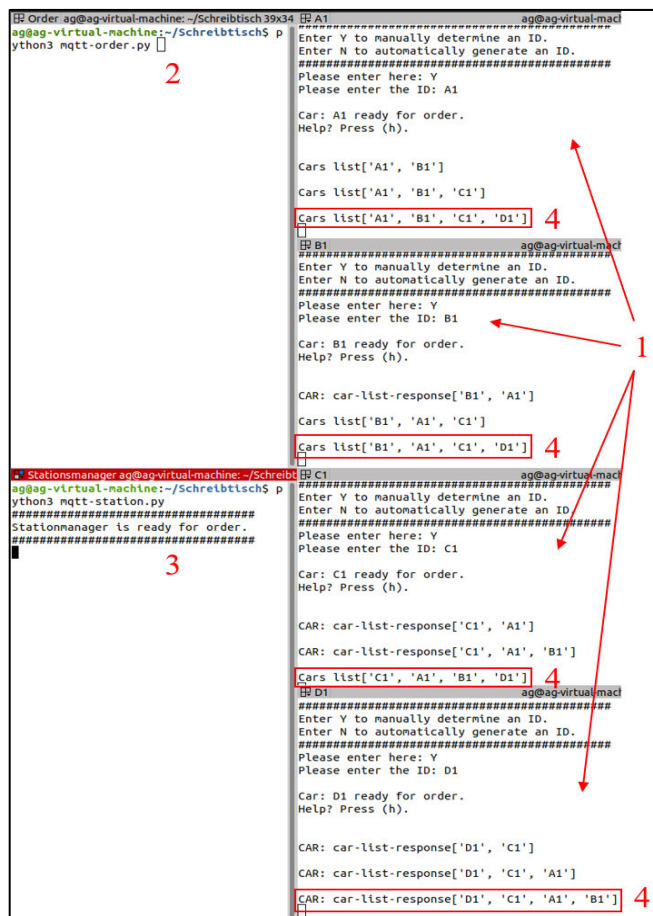 Order ag@ag-virtual-machine: ~/Schreibtisch 39x34
ag@ag-virtual-machine:~/Schreibtisch$ p
ython3 mqtt-order.py
2
A1 ag@ag-virtual-mach
##########################################
Enter Y to manually determine an ID.
Enter N to automatically generate an ID.
##########################################
Please enter here: Y
Please enter the ID: A1
Car: A1 ready for order.
Help? Press (h).
Cars list['A1', 'B1']
Cars list['A1', 'B1', 'C1']
Cars list['A1', 'B1', 'C1', 'D1'] 4
B1 ag@ag-virtual-mach
##########################################
Enter Y to manually determine an ID.
Enter N to automatically generate an ID.
##########################################
Please enter here: Y
Please enter the ID: B1
1
Car: B1 ready for order.
Help? Press (h).
CAR: car-list-response['B1', 'A1']
Cars list['B1', 'A1', 'C1']
Cars list['B1', 'A1', 'C1', 'D1'] 4
Stationsmanager ag@ag-virtual-machine: ~/Schreibt
ag@ag-virtual-machine:~/Schreibtisch$ p
ython3 mqtt-station.py
#################################
Stationmanager is ready for order.
#################################
3
C1 ag@ag-virtual-mach
##########################################
Enter Y to manually determine an ID.
Enter N to automatically generate an ID.
##########################################
Please enter here: Y
Please enter the ID: C1
Car: C1 ready for order.
Help? Press (h).
CAR: car-list-response['C1', 'A1']
CAR: car-list-response['C1', 'A1', 'B1']
Cars list['C1', 'A1', 'B1', 'D1'] 4
D1 ag@ag-virtual-mach
##########################################
Enter Y to manually determine an ID.
Enter N to automatically generate an ID.
##########################################
Please enter here: Y
Please enter the ID: D1
Car: D1 ready for order.
Help? Press (h).
CAR: car-list-response['D1', 'C1']
CAR: car-list-response['D1', 'C1', 'A1']
CAR: car-list-response['D1', 'C1', 'A1', 'B1'] 4